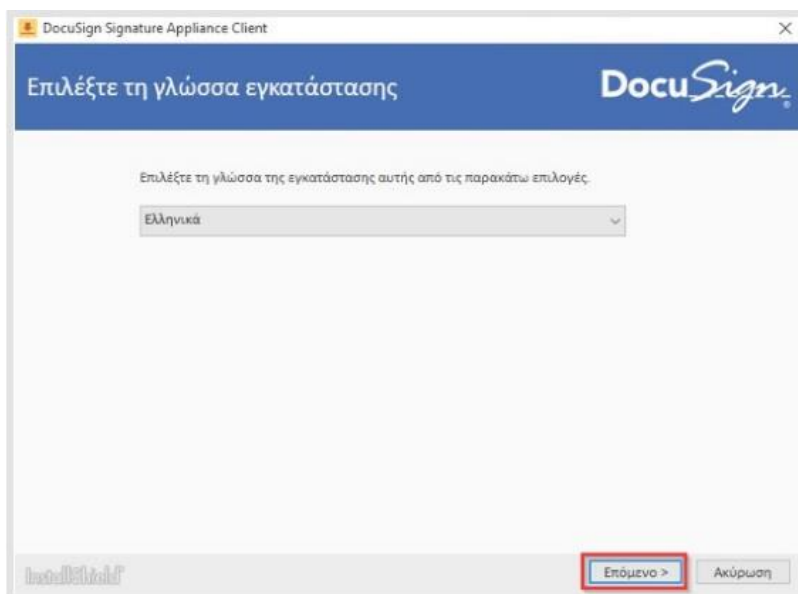 DocuSign Signature Appliance Client
Επιλέξτε τη γλώσσα εγκατάστασης
DocuSign®
Επιλέξτε τη γλώσσα της εγκατάστασης αυτής από τις παρακάτω επιλογές.
Ελληνικά
InstallShield
Επόμενο >
Ακύρωση